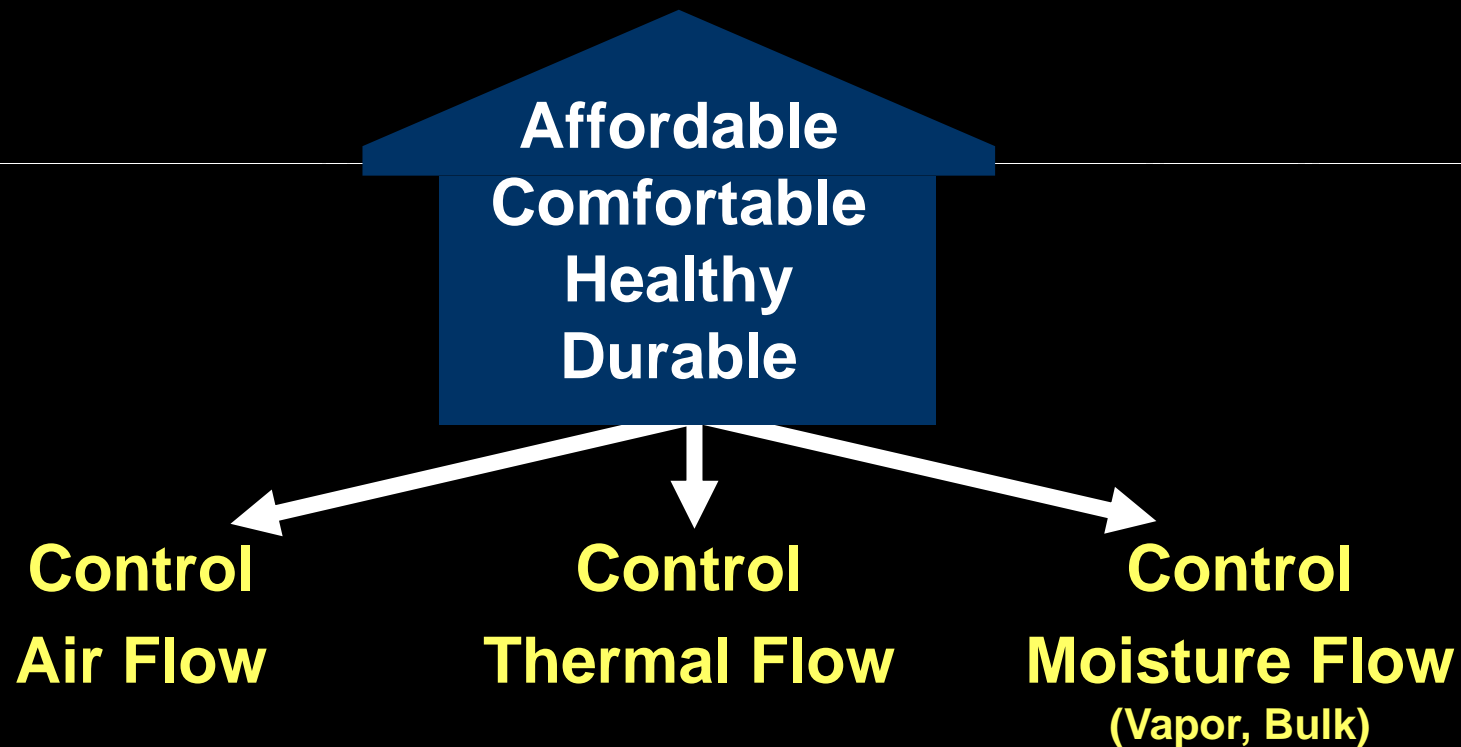 Affordable
Comfortable
Healthy
Durable
Control
Air Flow
Control
Thermal Flow
Control
Moisture Flow
(Vapor, Bulk)